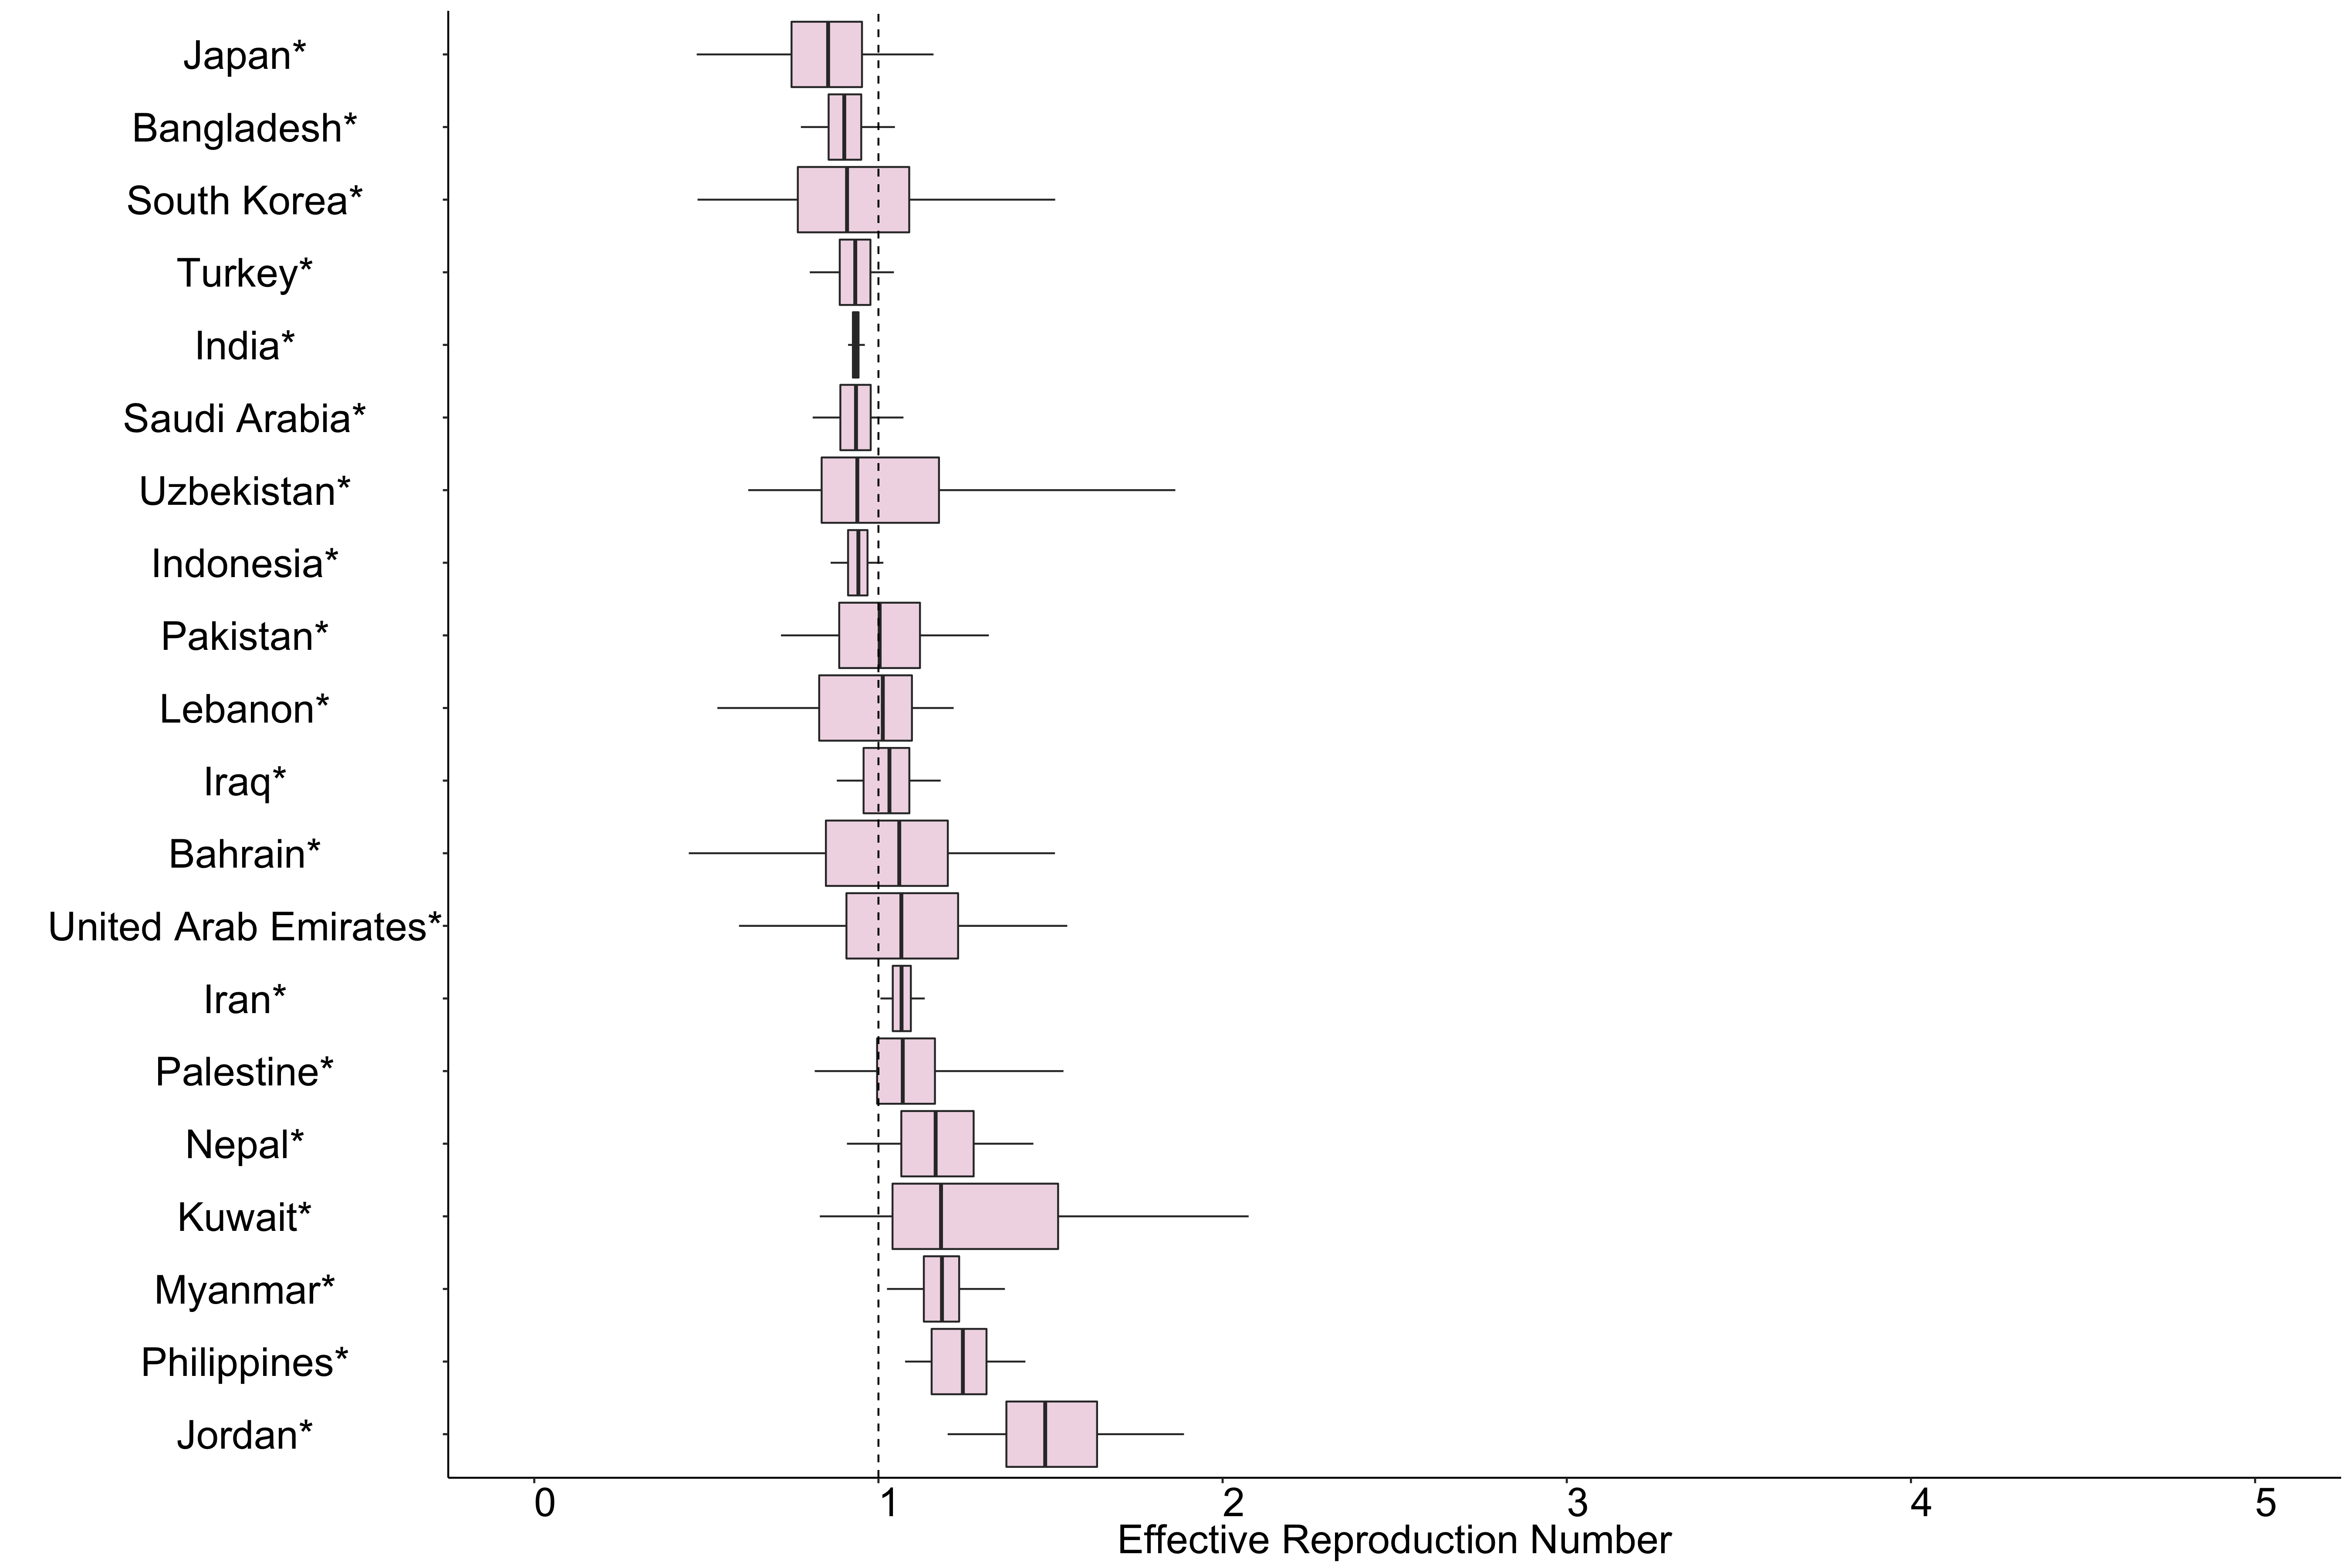 Japan*
Bangladesh*
South Korea*
Turkey*
India*
Saudi Arabia*
Uzbekistan*
Indonesia*
Pakistan*
Lebanon*
Iraq*
Bahrain*
United Arab Emirates*
Iran*
Palestine*
Nepal*
Kuwait*
Myanmar*
Philippines*
Jordan*
0 1 2 3 4 5
Effective Reproduction Number